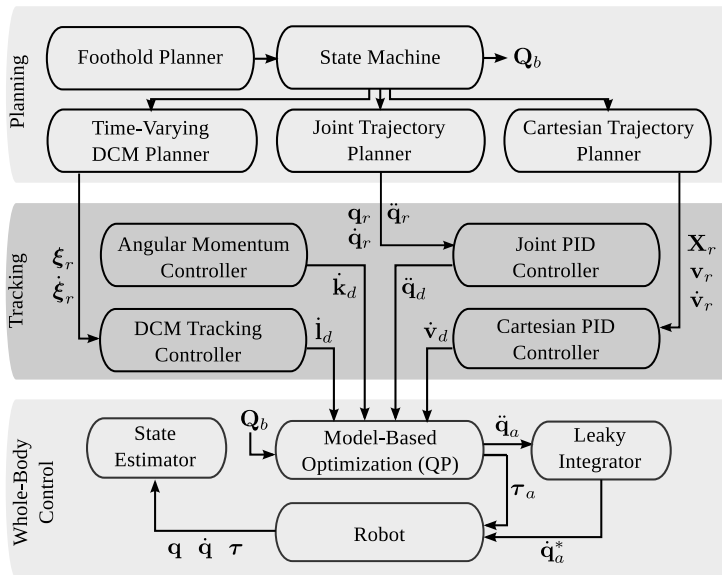 Planning
Foothold Planner
State Machine
Q_b
Time-Varying
DCM Planner
Joint Trajectory
Planner
Cartesian Trajectory
Planner
Tracking
q_r q̈_r
q̇_r
ξ_r
ξ̇_r
Angular Momentum
Controller
k̇_d
q̈_d
Joint PID
Controller
X_r
v_r
v̇_r
DCM Tracking
Controller
l̇_d
v̇_d
Cartesian PID
Controller
Whole-Body
Control
State
Estimator
Q_b
Model-Based
Optimization (QP)
q̈_a
Leaky
Integrator
τ_a
q q̇ τ
Robot
q̇*_a